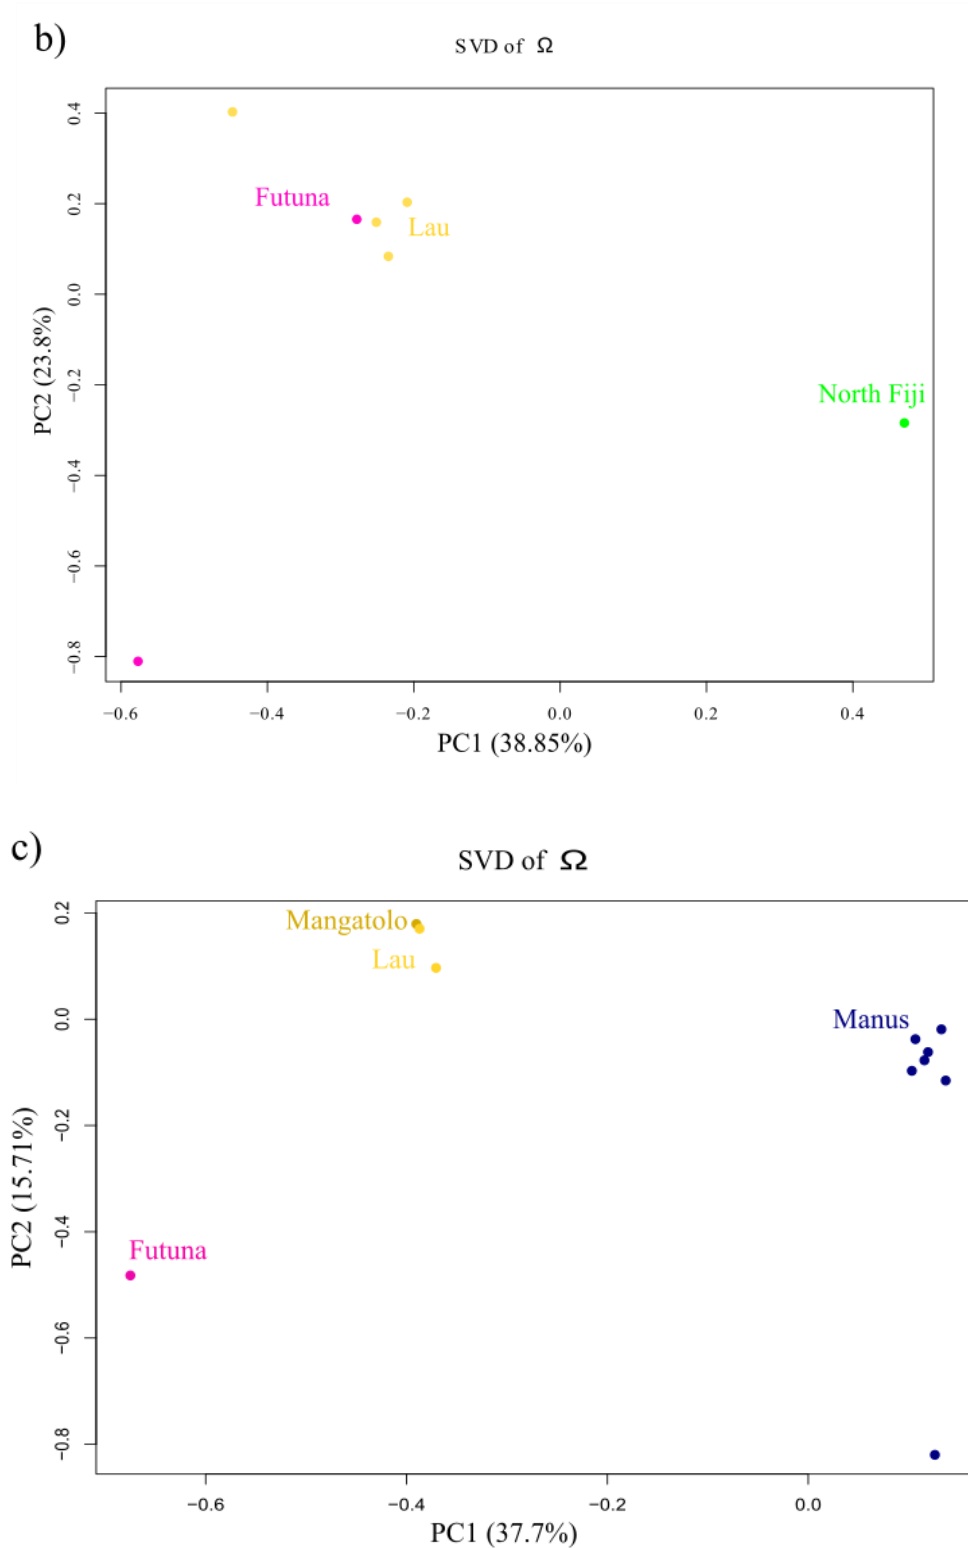 b)
SVD of Ω
0.4
0.2
0.0
−0.2
−0.4
−0.6
−0.8
PC2 (23.8%)
Futuna
Lau
North Fiji
−0.6 −0.4 −0.2 0.0 0.2 0.4
PC1 (38.85%)
c)
SVD of Ω
0.2
0.0
−0.2
−0.4
−0.6
−0.8
PC2 (15.71%)
Mangatolo
Lau
Manus
Futuna
−0.6 −0.4 −0.2 0.0
PC1 (37.7%)